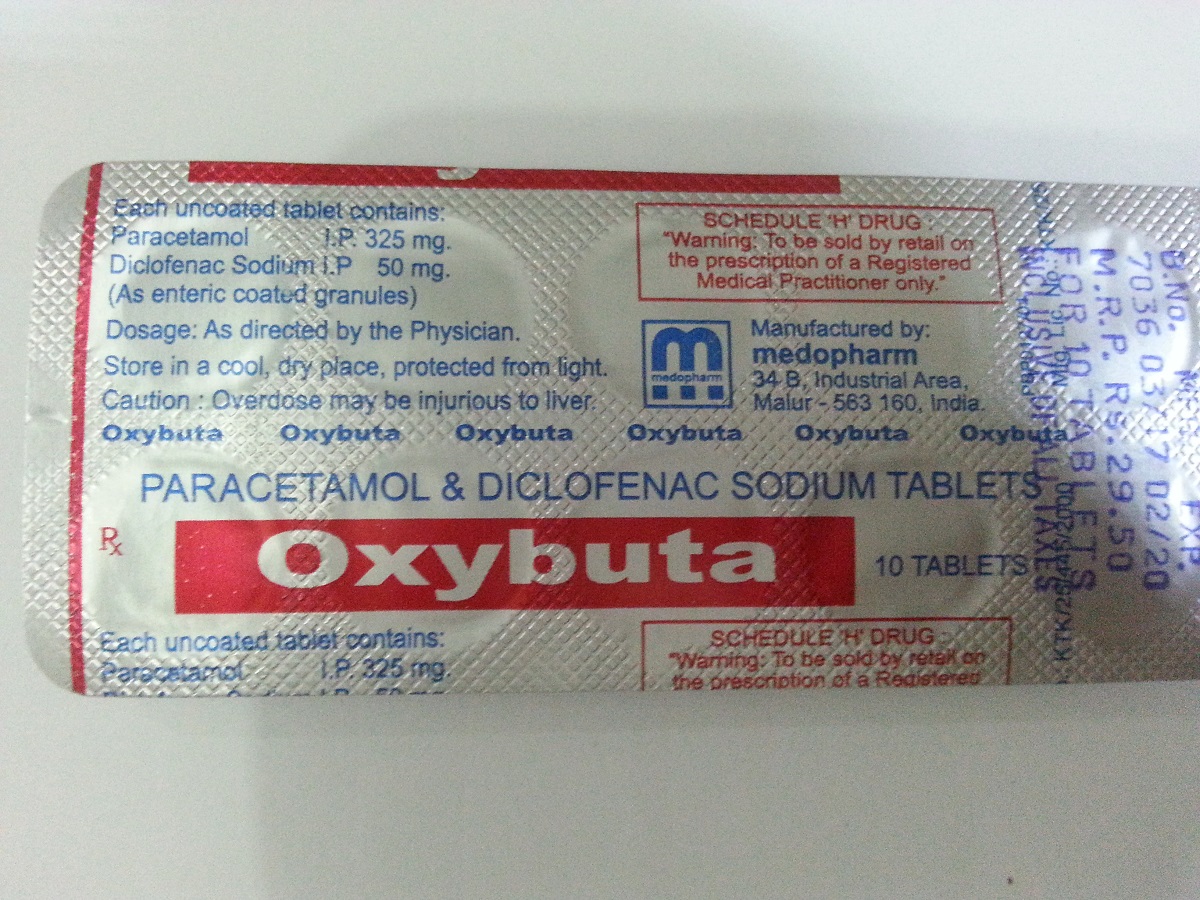 Each uncoated tablet contains:
Paracetamol I.P. 325 mg.
Diclofenac Sodium I.P 50 mg.
(As enteric coated granules)
Dosage: As directed by the Physician.
Store in a cool, dry place, protected from light.
Caution : Overdose may be injurious to liver.
SCHEDULE 'H' DRUG :
"Warning: To be sold by retail on
the prescription of a Registered
Medical Practitioner only."
m
medopharm
Manufactured by:
medopharm
34 B, Industrial Area,
Malur - 563 160, India.
Oxybuta Oxybuta Oxybuta Oxybuta Oxybuta Oxybuta
PARACETAMOL & DICLOFENAC SODIUM TABLETS
Rx
Oxybuta
10 TABLETS
Each uncoated tablet contains:
Paracetamol I.P. 325 mg.
SCHEDULE 'H' DRUG :
"Warning: To be sold by retail on
the prescription of a Registered
B.No. EXP.
7036 02/20
M.R.P. Rs.29.50
FOR 10 TABLETS
INCLUSIVE OF ALL TAXES